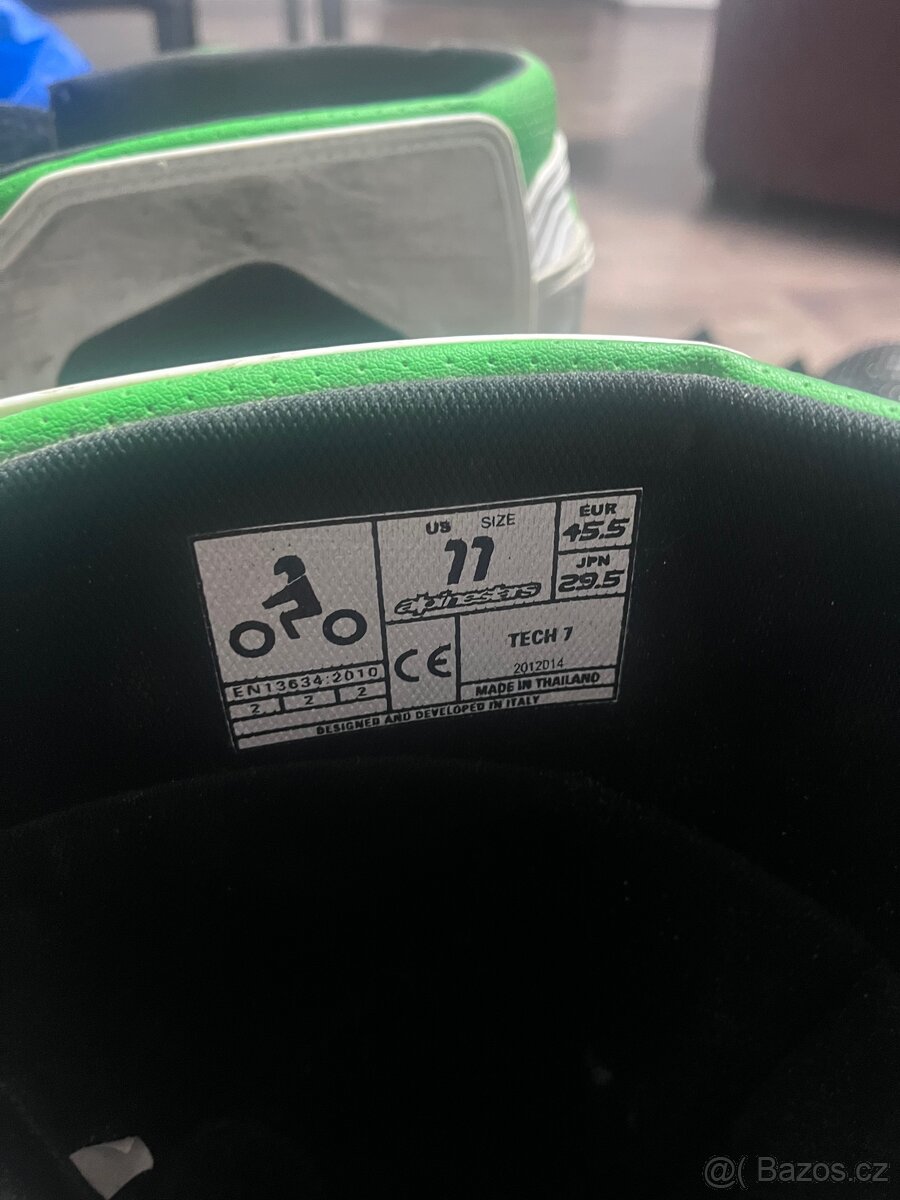 US SIZE
11
alpinestars
EUR
45.5
JPN
29.5
EN13634:2010
2 2 2
CE
TECH 7
2012014
MADE IN THAILAND
DESIGNED AND DEVELOPED IN ITALY
@( Bazos.cz